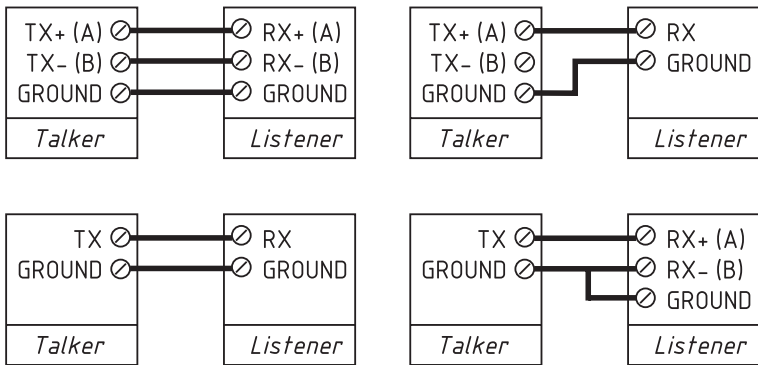 TX+ (A)
TX- (B)
GROUND
Talker
RX+ (A)
RX- (B)
GROUND
Listener
TX+ (A)
TX- (B)
GROUND
Talker
RX
GROUND
Listener
TX
GROUND
Talker
RX
GROUND
Listener
TX
GROUND
Talker
RX+ (A)
RX- (B)
GROUND
Listener